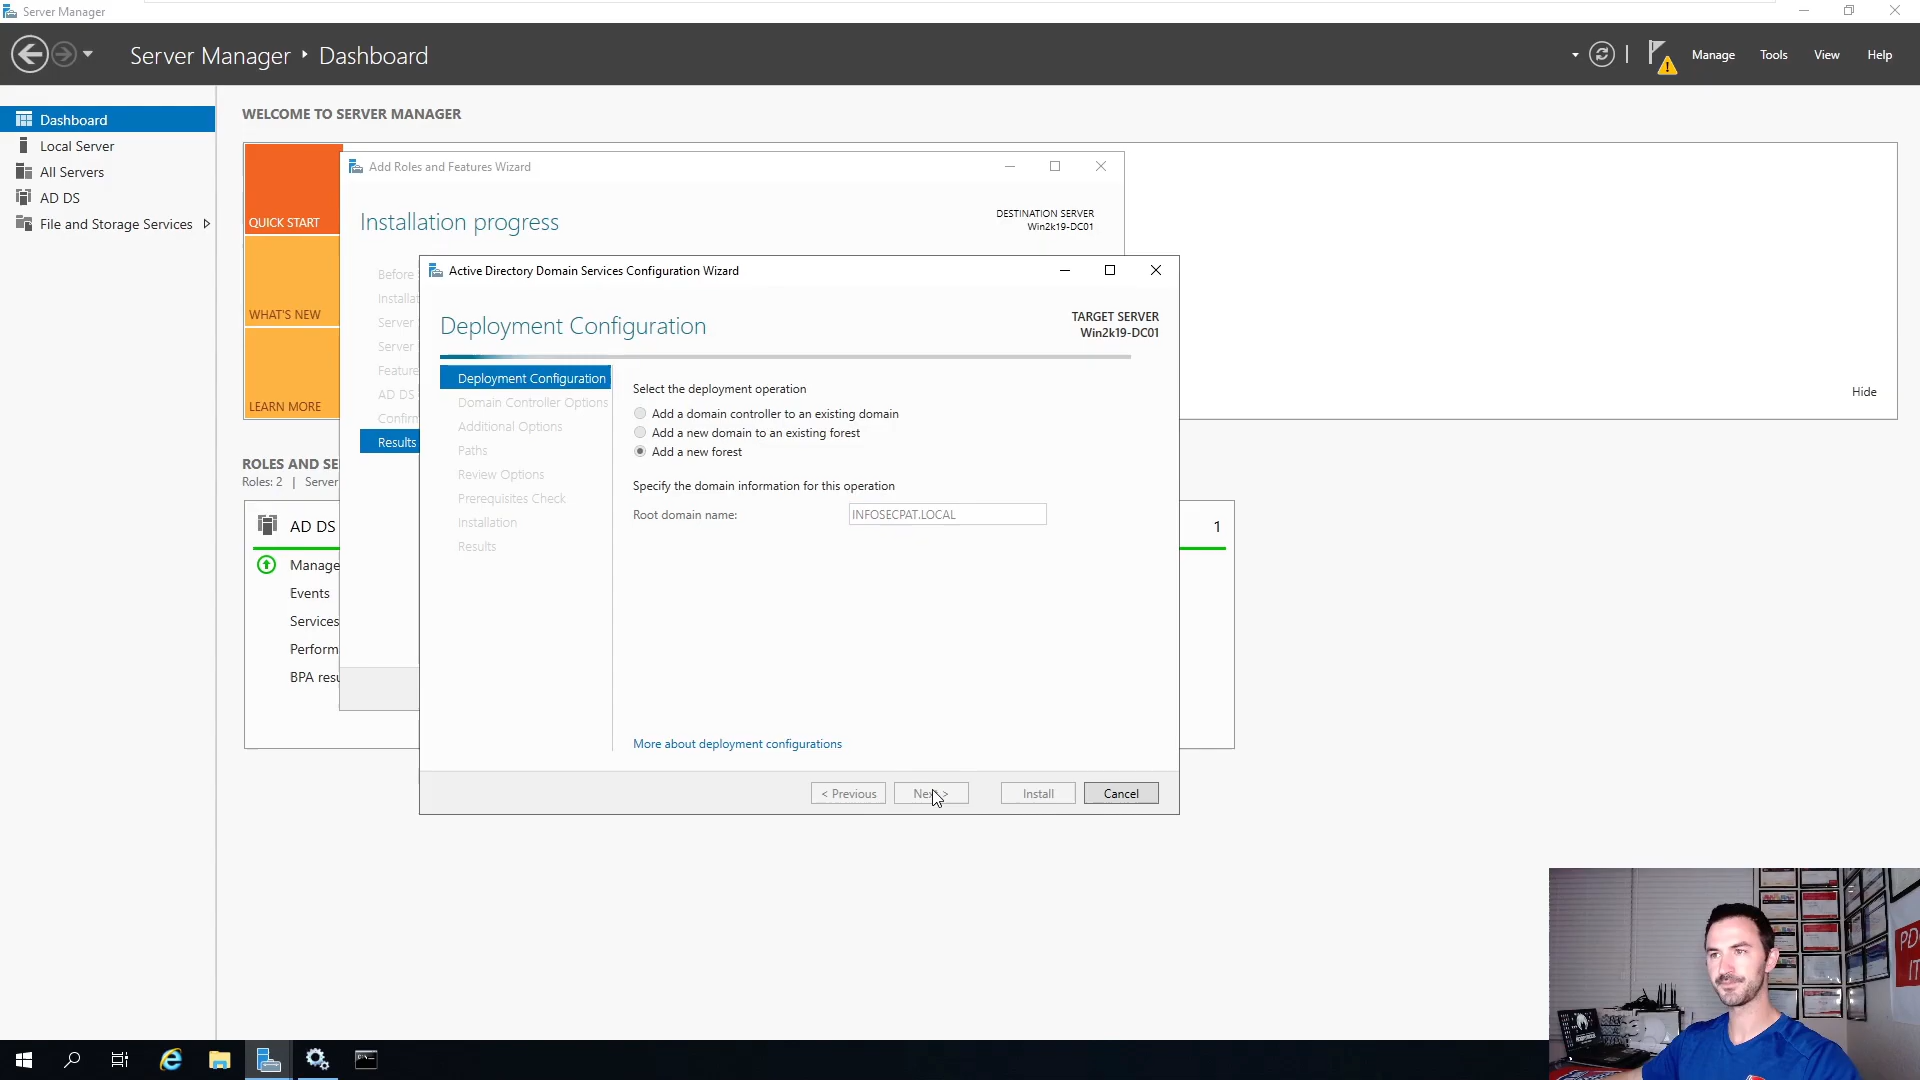 Server Manager
Server Manager ‣ Dashboard
Manage
Tools
View
Help
Dashboard
Local Server
All Servers
AD DS
File and Storage Services
WELCOME TO SERVER MANAGER
QUICK START
WHAT'S NEW
LEARN MORE
Hide
Add Roles and Features Wizard
Installation progress
DESTINATION SERVER
Win2k19-DC01
Before
Server
Server
AD DS
Results
ROLES AND SE
Roles: 2 | Server
AD DS
1
Manage
Events
Services
Perform
BPA resu
Active Directory Domain Services Configuration Wizard
Deployment Configuration
TARGET SERVER
Win2k19-DC01
Deployment Configuration
Domain Controller Options
Additional Options
Paths
Review Options
Prerequisites Check
Installation
Results
Select the deployment operation
Add a domain controller to an existing domain
Add a new domain to an existing forest
Add a new forest
Specify the domain information for this operation
Root domain name:
INFOSECPAT.LOCAL
More about deployment configurations
< Previous
Next >
Install
Cancel